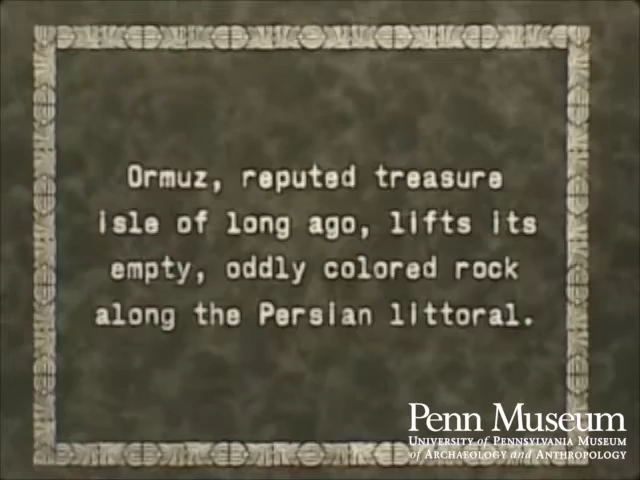 Ormuz, reputed treasure
isle of long ago, lifts its
empty, oddly colored rock
along the Persian littoral.
Penn Museum
University of Pennsylvania Museum
of Archaeology and Anthropology